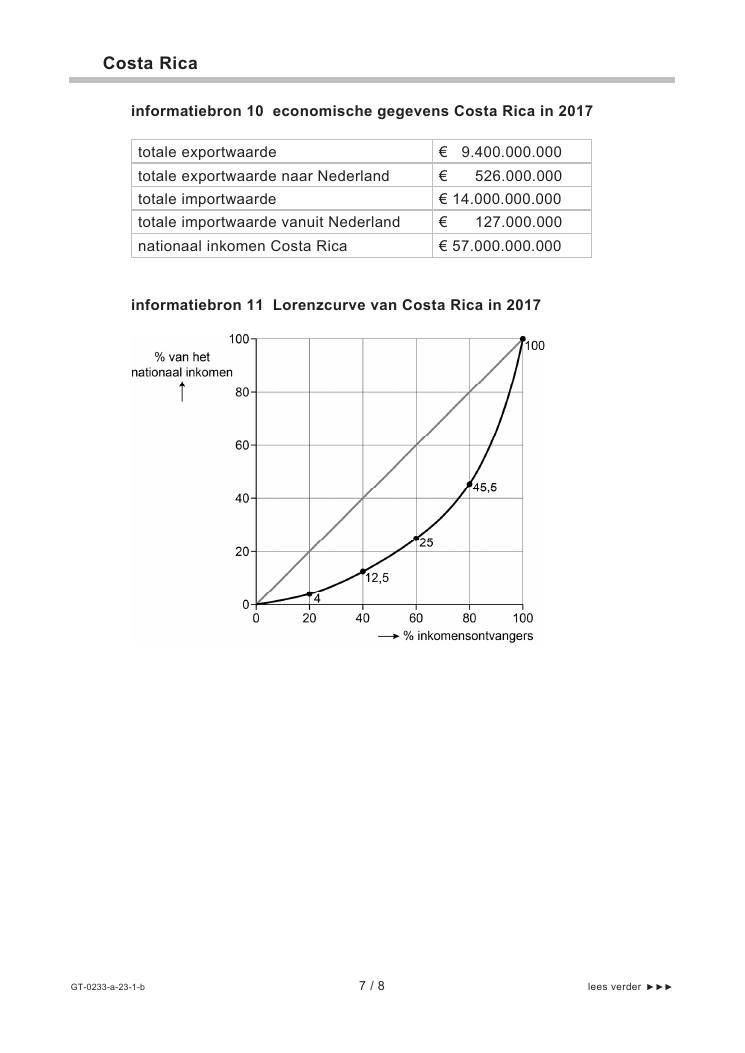 Costa Rica
informatiebron 10 economische gegevens Costa Rica in 2017
totale exportwaarde € 9.400.000.000
totale exportwaarde naar Nederland € 526.000.000
totale importwaarde € 14.000.000.000
totale importwaarde vanuit Nederland € 127.000.000
nationaal inkomen Costa Rica € 57.000.000.000
informatiebron 11 Lorenzcurve van Costa Rica in 2017
% van het
nationaal inkomen
100
80
60
40
20
0
100
45,5
25
12,5
4
0 20 40 60 80 100
% inkomensontvangers
GT-0233-a-23-1-b 7 / 8 lees verder ►►►